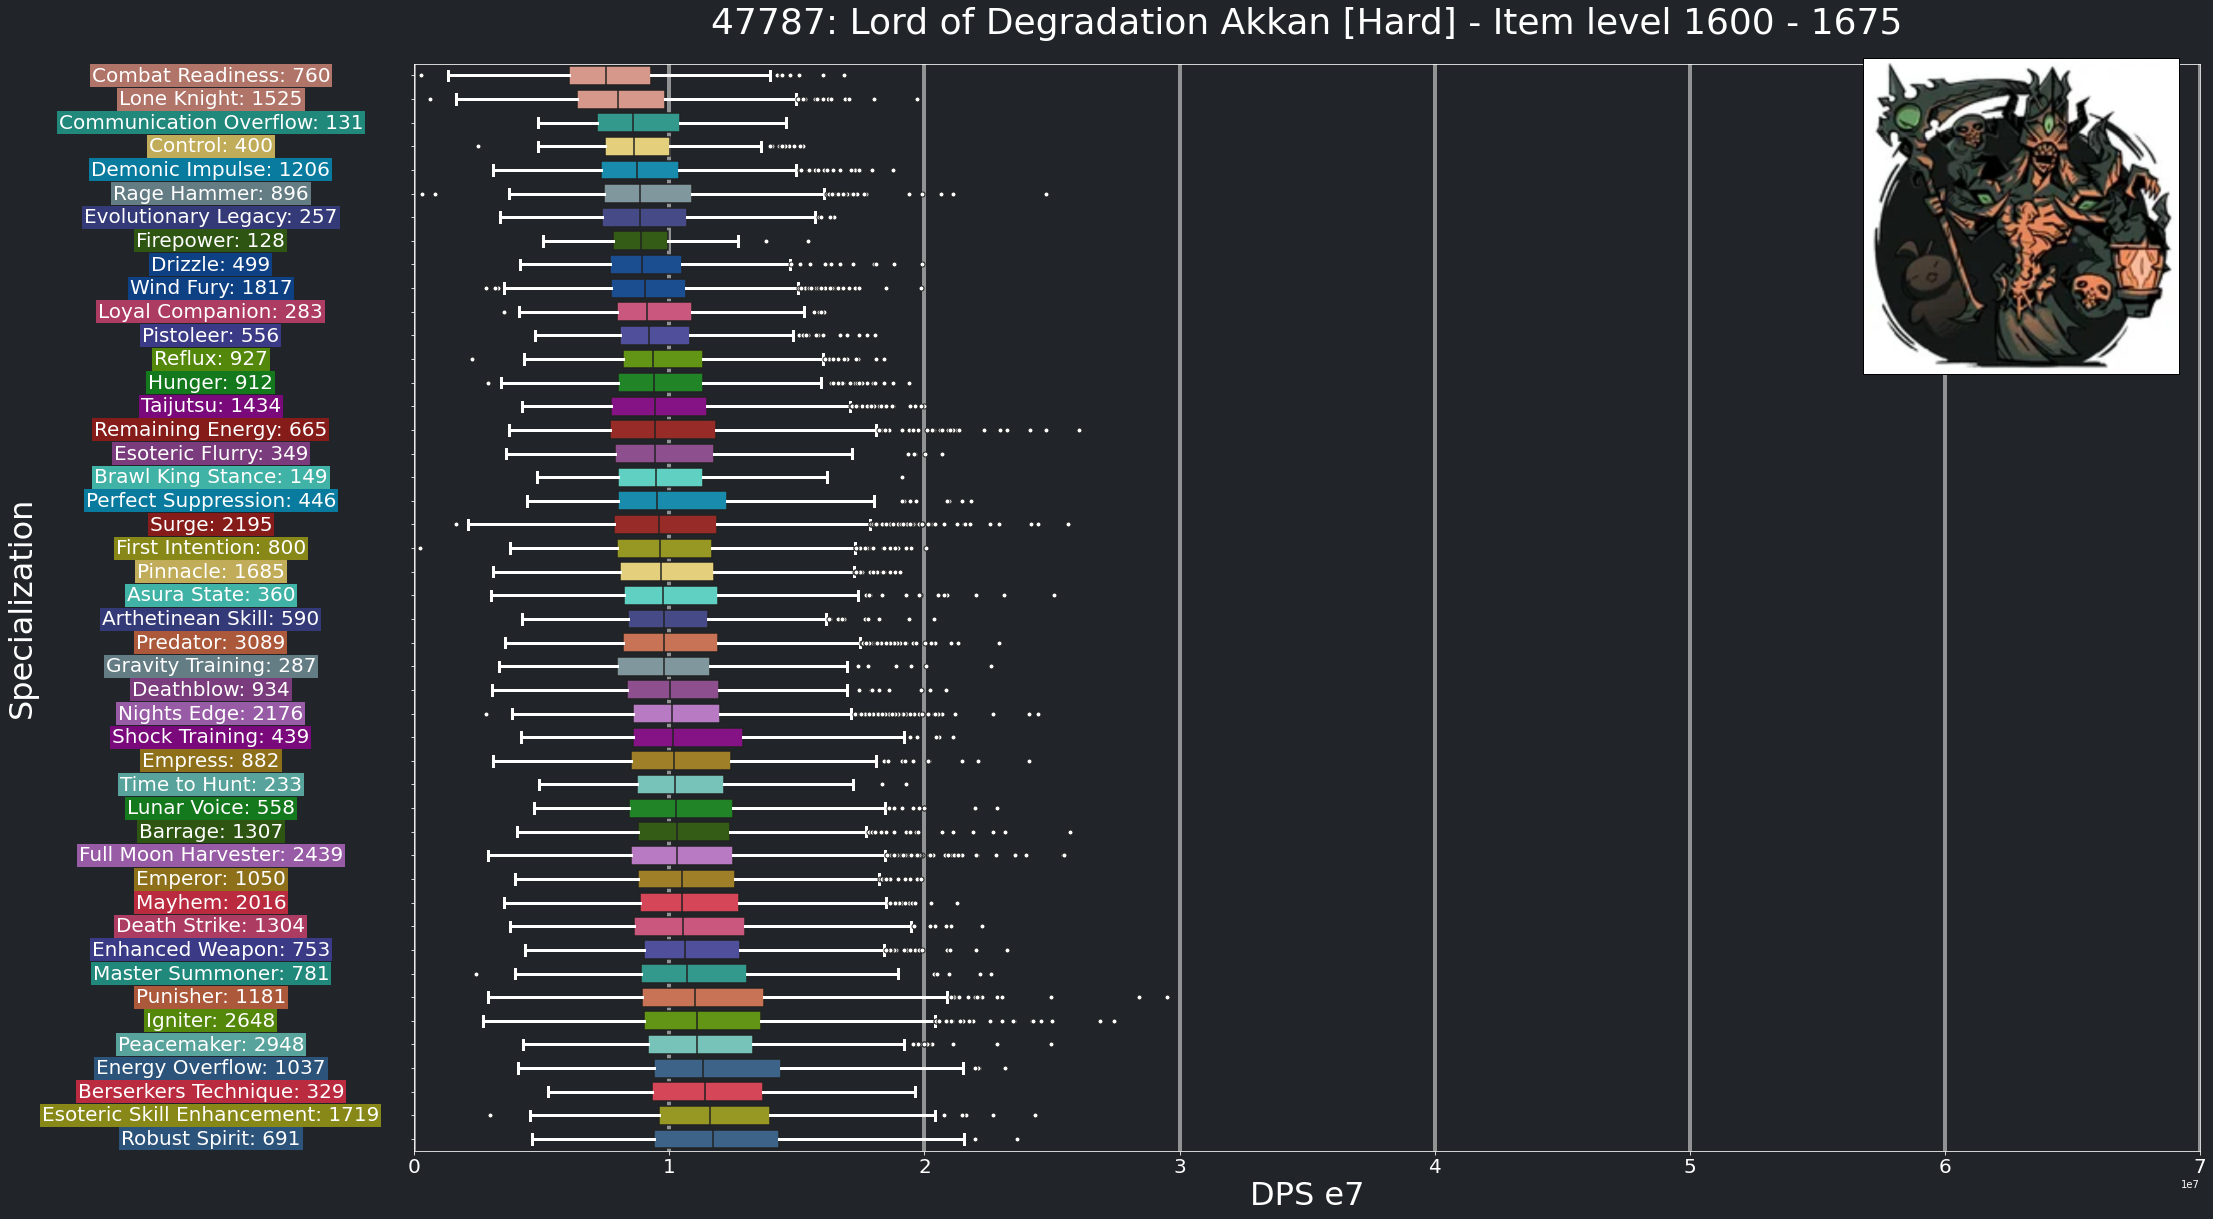 47787: Lord of Degradation Akkan [Hard] - Item level 1600 - 1675
Combat Readiness: 760
Lone Knight: 1525
Communication Overflow: 131
Control: 400
Demonic Impulse: 1206
Rage Hammer: 896
Evolutionary Legacy: 257
Firepower: 128
Drizzle: 499
Wind Fury: 1817
Loyal Companion: 283
Pistoleer: 556
Reflux: 927
Hunger: 912
Taijutsu: 1434
Remaining Energy: 665
Esoteric Flurry: 349
Brawl King Stance: 149
Perfect Suppression: 446
Surge: 2195
First Intention: 800
Pinnacle: 1685
Asura State: 360
Arthetinean Skill: 590
Predator: 3089
Gravity Training: 287
Deathblow: 934
Nights Edge: 2176
Shock Training: 439
Empress: 882
Time to Hunt: 233
Lunar Voice: 558
Barrage: 1307
Full Moon Harvester: 2439
Emperor: 1050
Mayhem: 2016
Death Strike: 1304
Enhanced Weapon: 753
Master Summoner: 781
Punisher: 1181
Igniter: 2648
Peacemaker: 2948
Energy Overflow: 1037
Berserkers Technique: 329
Esoteric Skill Enhancement: 1719
Robust Spirit: 691
Specialization
0 1 2 3 4 5 6 7
1e7
DPS e7